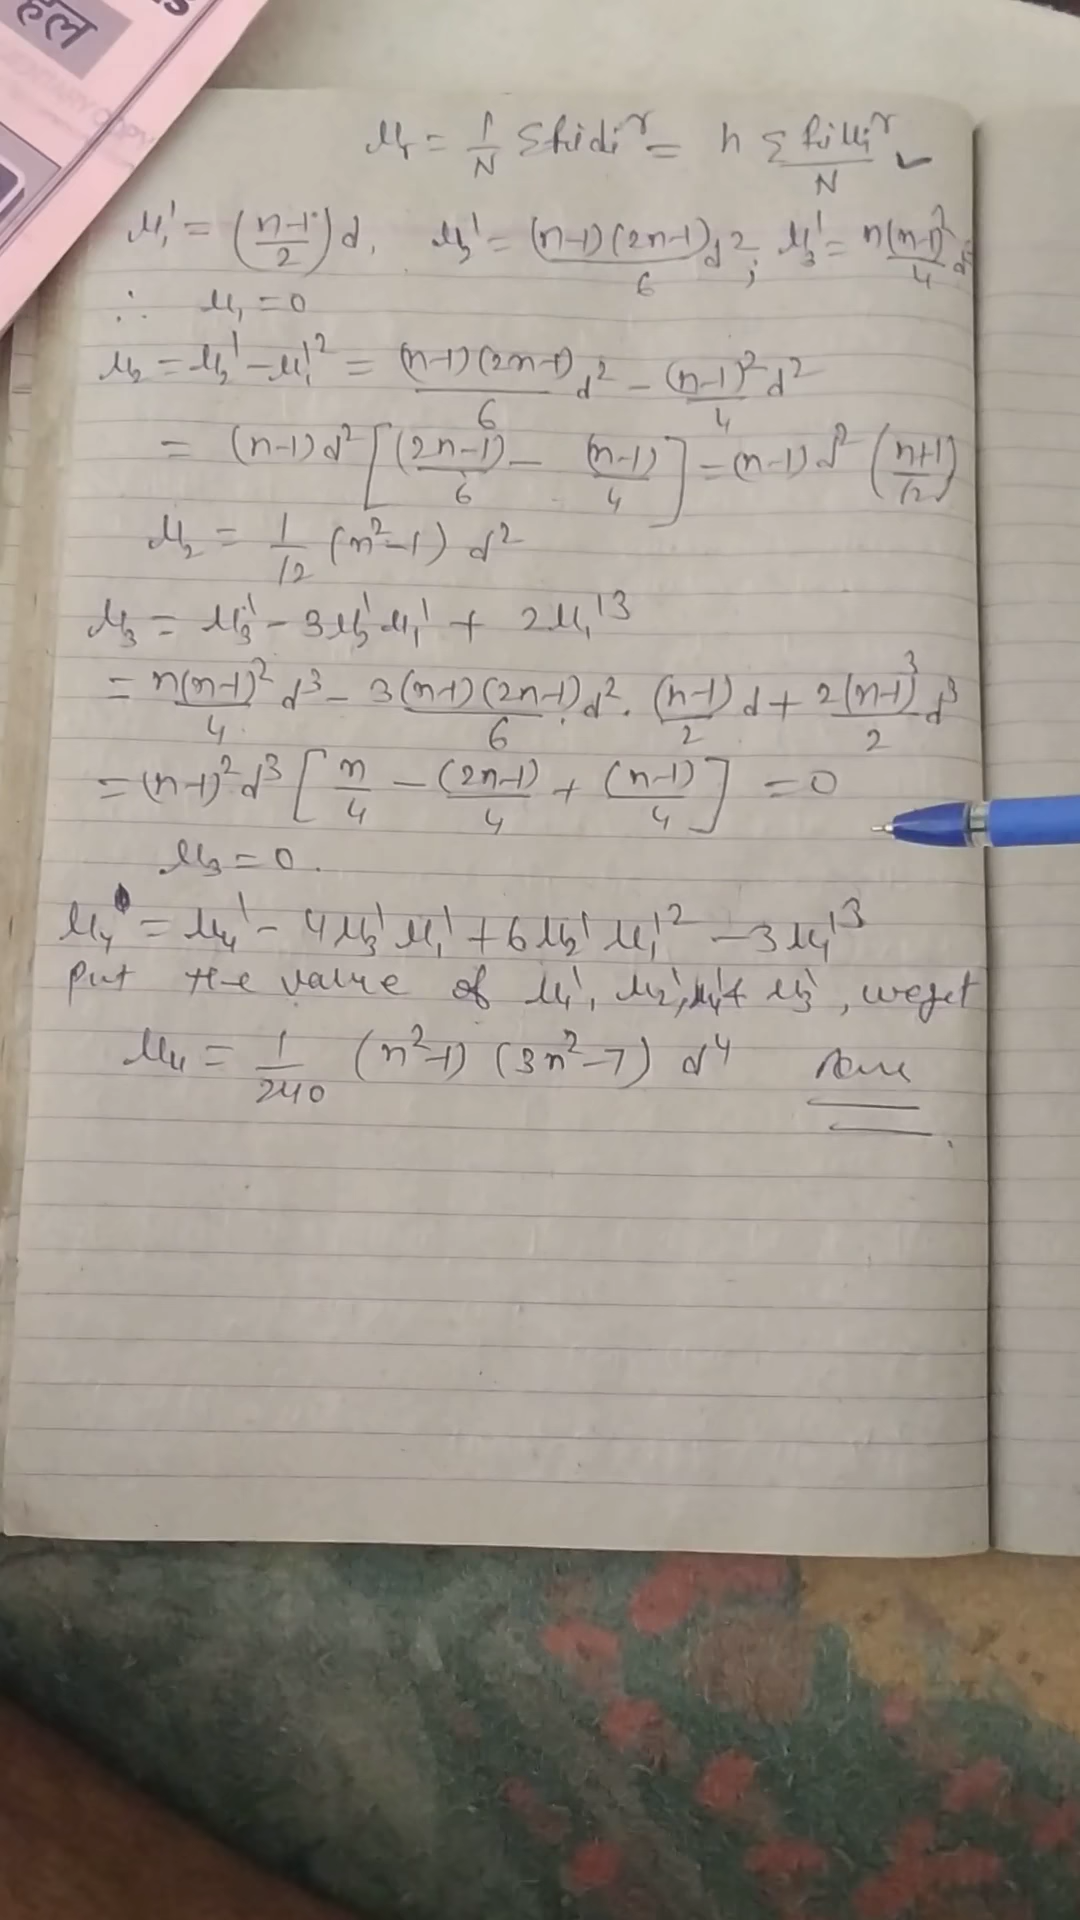 हल
μᵣ = 1/N Σfidiʳ = h Σfiuiʳ/N ✓
μ₁' = (n-1/2)d, μ₂' = (n-1)(2n-1)/6 d²; μ₃' = n(n-1)²/4 d³
∴ μ₁ = 0
μ₂ = μ₂' - μ₁'² = (n-1)(2n-1)/6 d² - (n-1)²/4 d²
= (n-1)d² [(2n-1)/6 - (n-1)/4] = (n-1)d² (n+1/12)
μ₂ = 1/12 (n²-1) d²
μ₃ = μ₃' - 3μ₂'μ₁' + 2μ₁'³
= n(n-1)²/4 d³ - 3(n-1)(2n-1)/6 d². (n-1)/2 d + 2(n-1)³/2 d³
= (n-1)²d³ [n/4 - (2n-1)/4 + (n-1)/4] = 0
μ₃ = 0.
μ₄ = μ₄' - 4μ₃'μ₁' + 6μ₂'μ₁'² - 3μ₁'³
put the value of μ₁', μ₂', μ₄' & μ₃', we get
μ₄ = 1/240 (n²-1) (3n²-7) d⁴